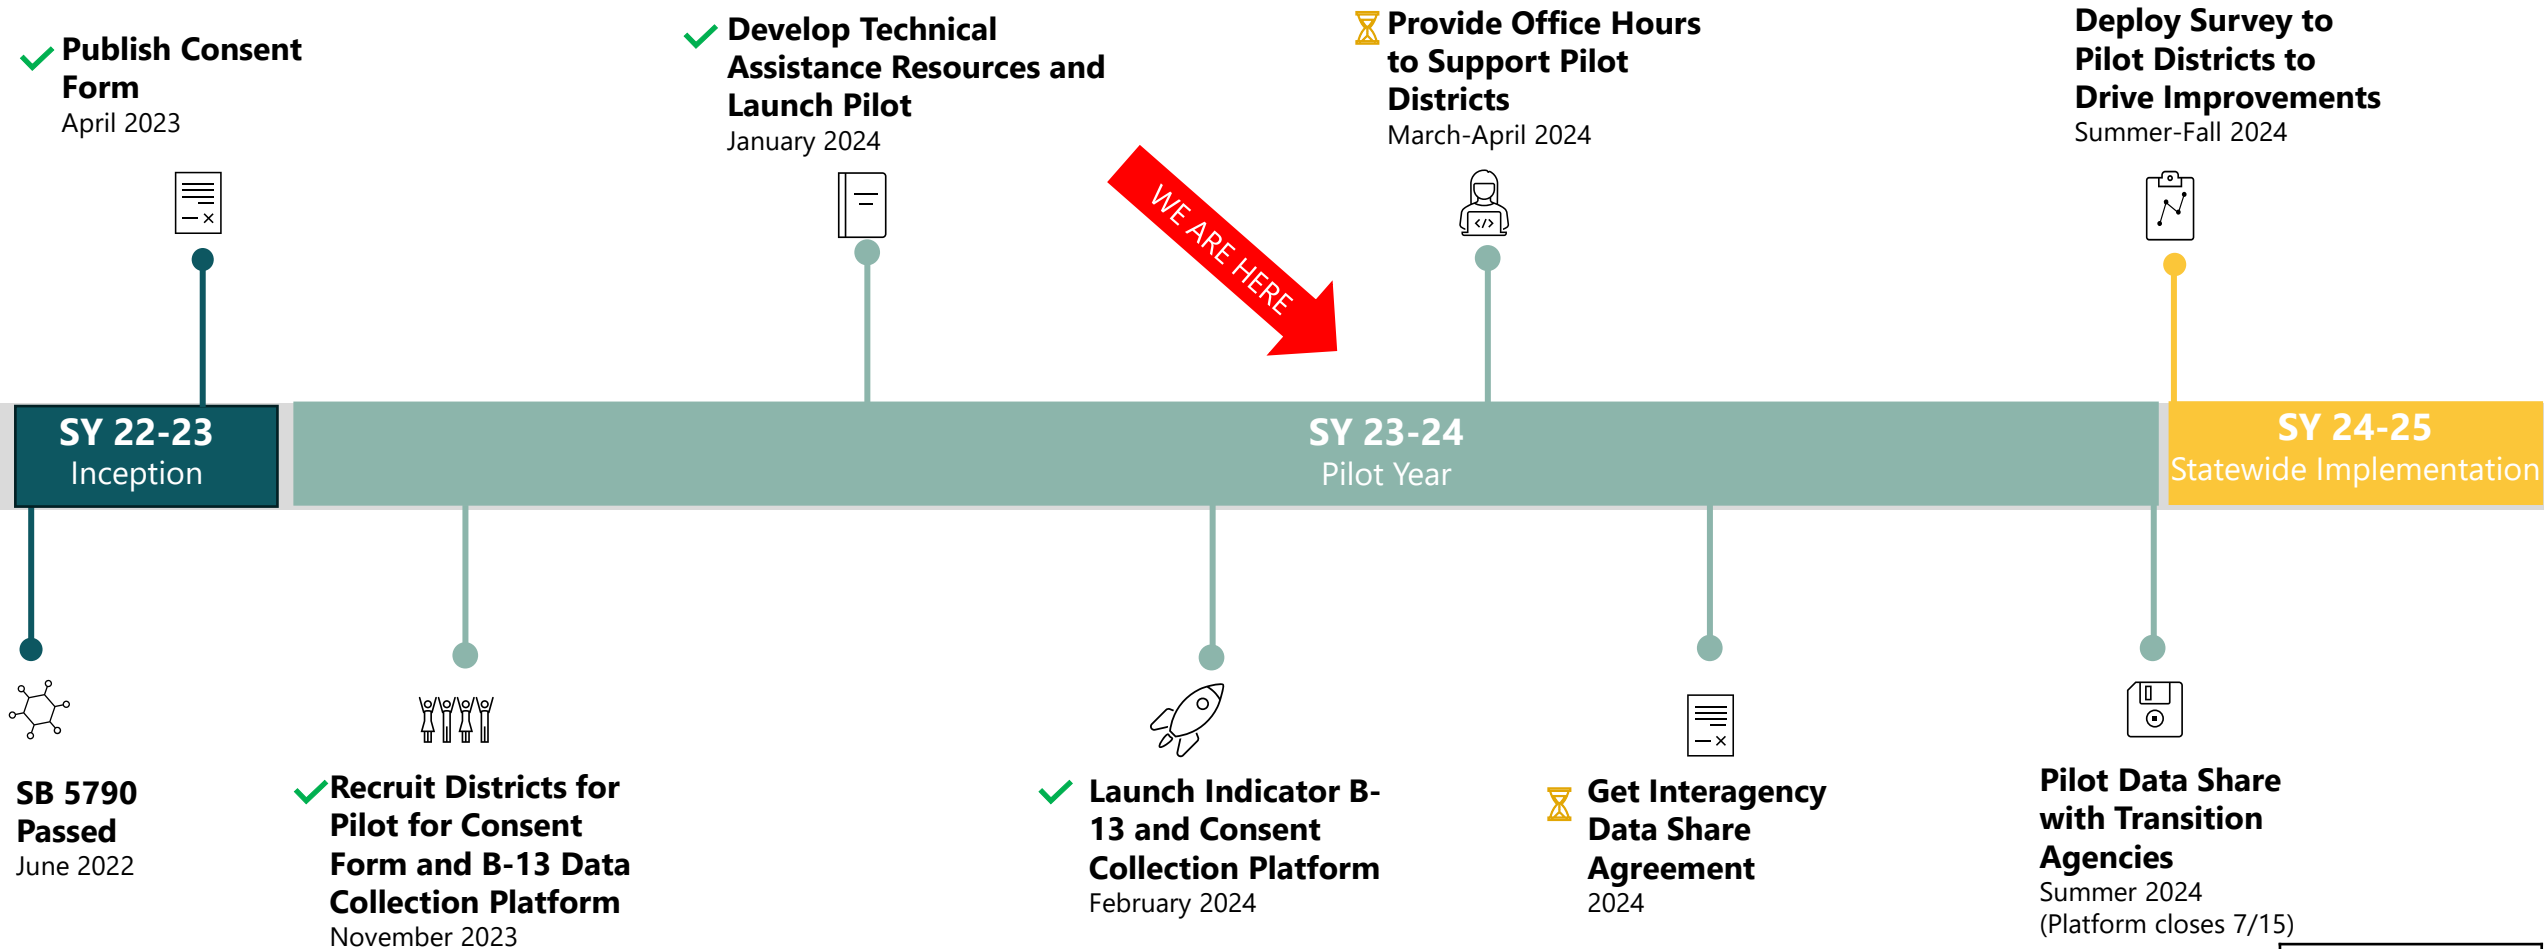 Publish Consent
Form
April 2023
Develop Technical
Assistance Resources and
Launch Pilot
January 2024
Provide Office Hours
to Support Pilot
Districts
March-April 2024
Deploy Survey to
Pilot Districts to
Drive Improvements
Summer-Fall 2024
WE ARE HERE
SY 22-23
Inception
SY 23-24
Pilot Year
SY 24-25
Statewide Implementation
SB 5790
Passed
June 2022
Recruit Districts for
Pilot for Consent
Form and B-13 Data
Collection Platform
November 2023
Launch Indicator B-
13 and Consent
Collection Platform
February 2024
Get Interagency
Data Share
Agreement
2024
Pilot Data Share
with Transition
Agencies
Summer 2024
(Platform closes 7/15)